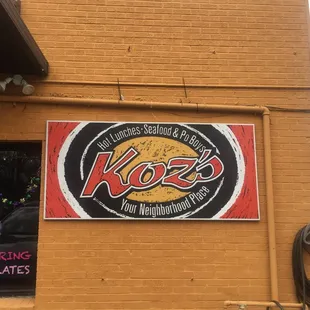 Hot Lunches · Seafood & Po Boys
Koz's
Your Neighborhood Place
RING
LATES